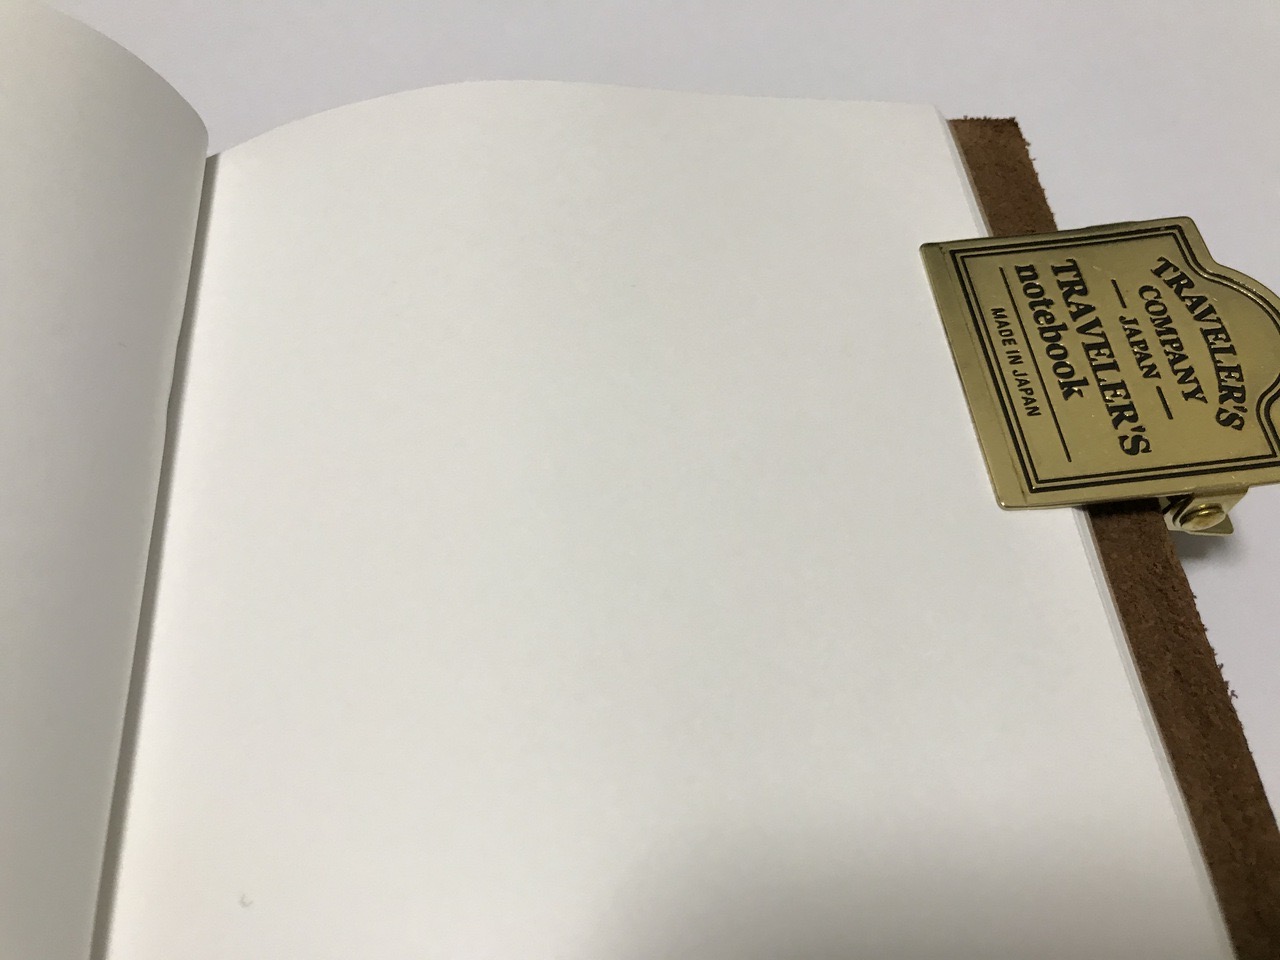 TRAVELER'S
COMPANY
JAPAN
TRAVELER'S
notebook
MADE IN JAPAN